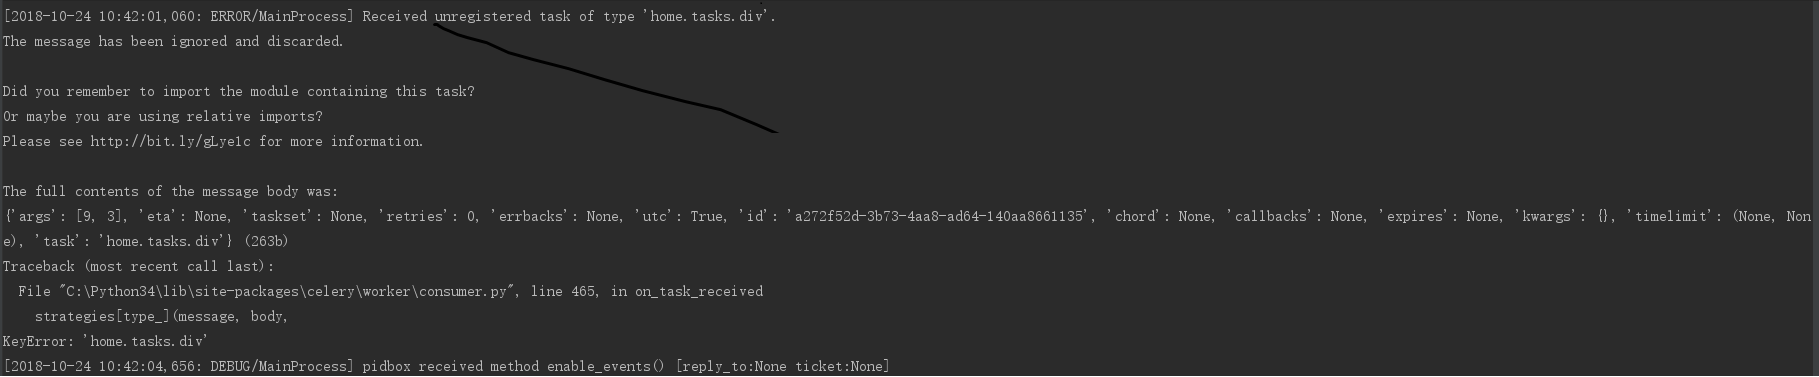 [2018-10-24 10:42:01,060: ERROR/MainProcess] Received unregistered task of type 'home.tasks.div'.
The message has been ignored and discarded.
Did you remember to import the module containing this task?
Or maybe you are using relative imports?
Please see http://bit.ly/gLye1c for more information.
The full contents of the message body was:
{'args': [9, 3], 'eta': None, 'taskset': None, 'retries': 0, 'errbacks': None, 'utc': True, 'id': 'a272f52d-3b73-4aa8-ad64-140aa8661135', 'chord': None, 'callbacks': None, 'expires': None, 'kwargs': {}, 'timelimit': (None, Non
e), 'task': 'home.tasks.div'} (263b)
Traceback (most recent call last):
  File "C:\Python34\lib\site-packages\celery\worker\consumer.py", line 465, in on_task_received
    strategies[type_](message, body,
KeyError: 'home.tasks.div'
[2018-10-24 10:42:04,656: DEBUG/MainProcess] pidbox received method enable_events() [reply_to:None ticket:None]